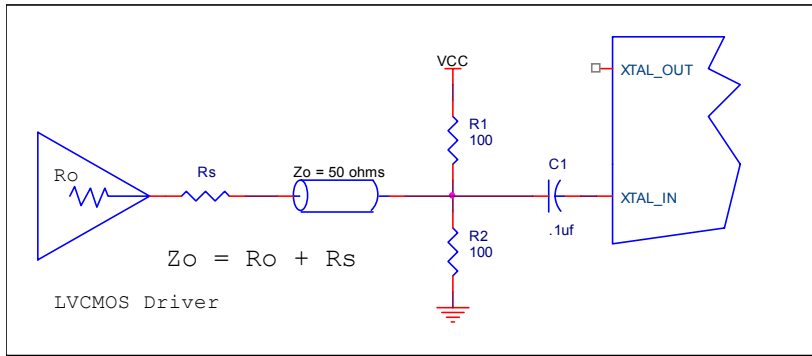 VCC
XTAL_OUT
R1
100
Ro
Rs
Zo = 50 ohms
C1
XTAL_IN
.1uf
R2
100
Zo = Ro + Rs
LVCMOS Driver